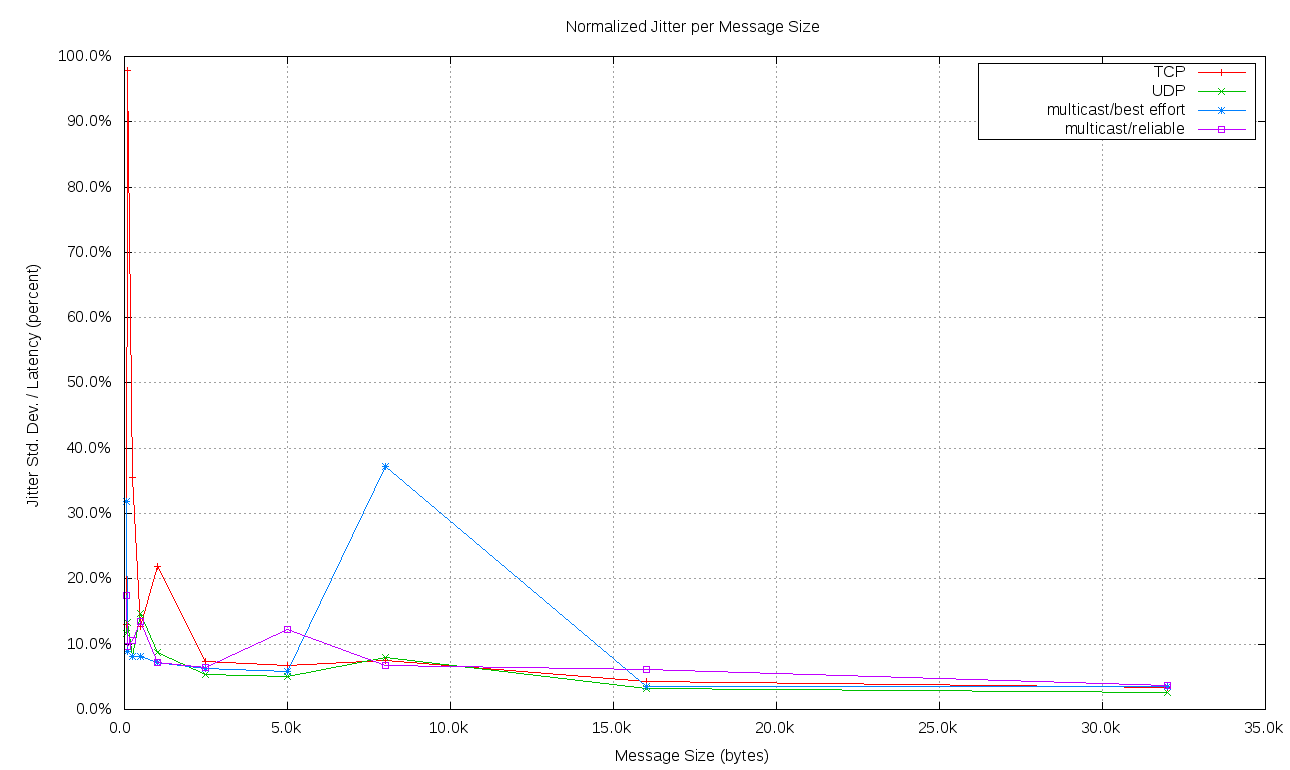 Normalized Jitter per Message Size
100.0%
90.0%
80.0%
70.0%
60.0%
50.0%
40.0%
30.0%
20.0%
10.0%
0.0%
Jitter Std. Dev. / Latency (percent)
TCP
UDP
multicast/best effort
multicast/reliable
0.0 5.0k 10.0k 15.0k 20.0k 25.0k 30.0k 35.0k
Message Size (bytes)